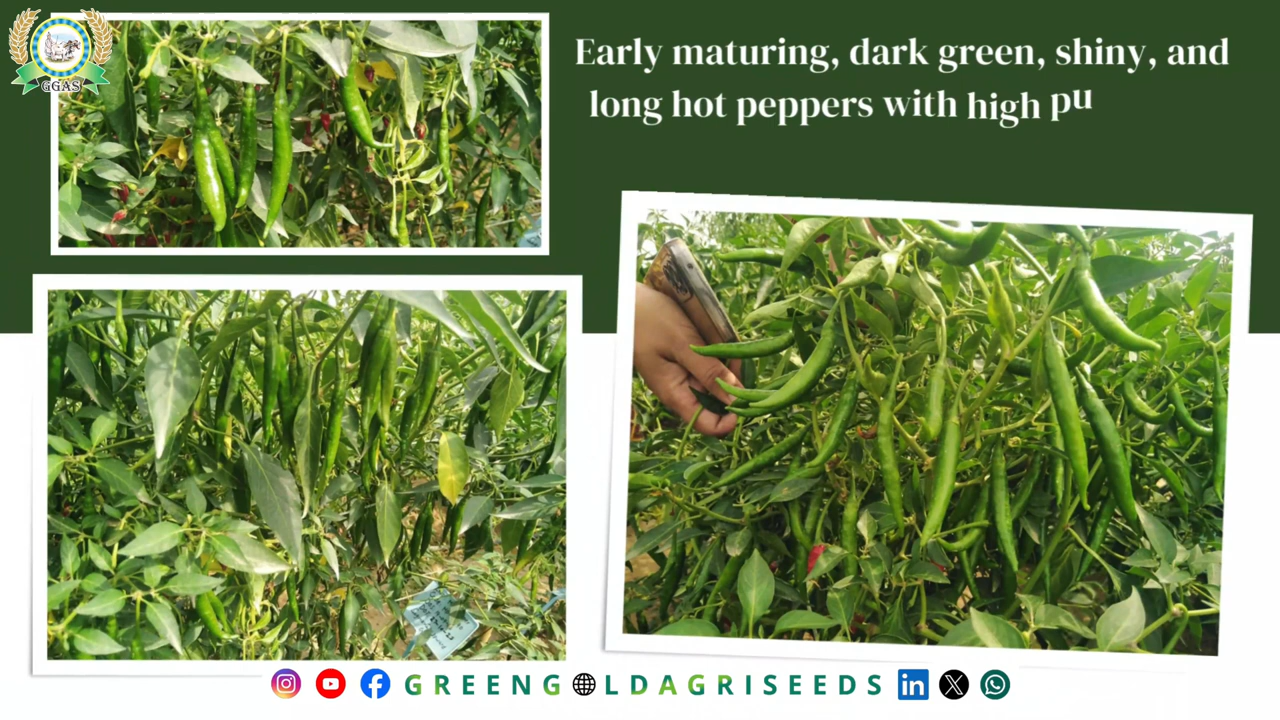 GGAS
Early maturing, dark green, shiny, and
long hot peppers with high pu
GREENG LDAGRISEEDS